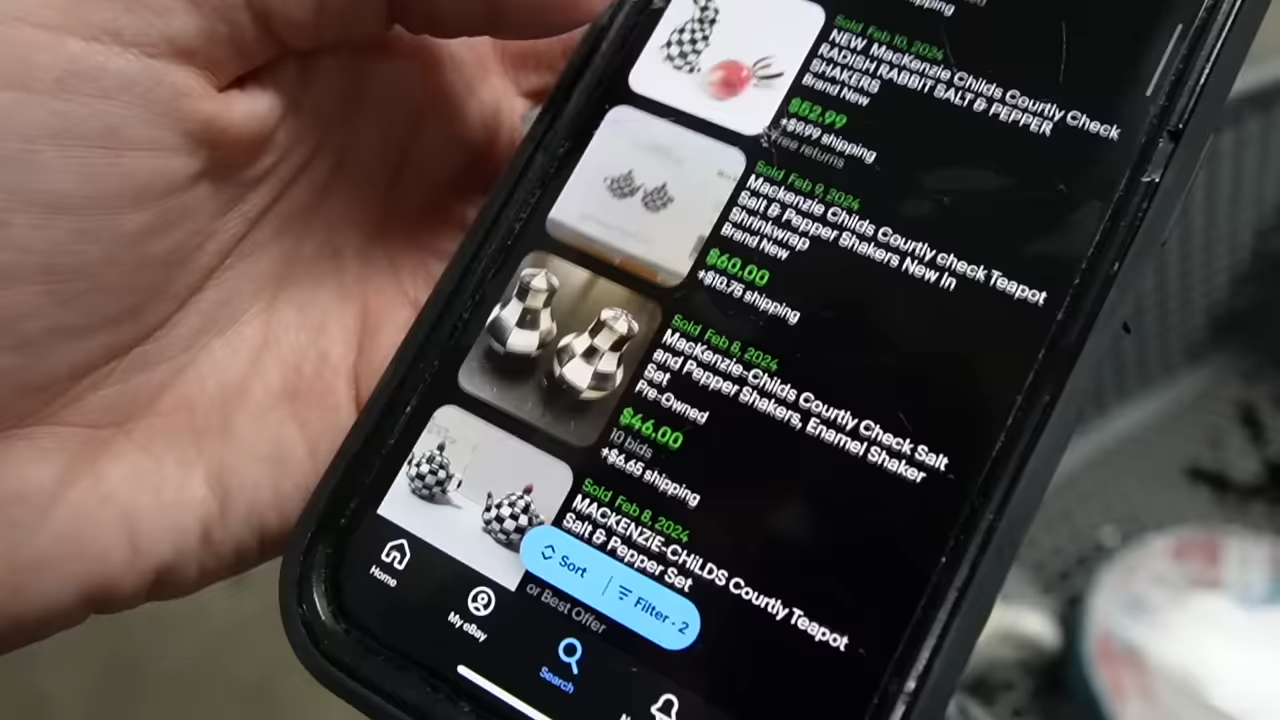 Sold Feb 10, 2024
NEW MacKenzie Childs Courtly Check
RADISH RABBIT SALT & PEPPER
SHAKERS
Brand New
$52.99
+$9.99 shipping
Free returns
Sold Feb 9, 2024
Mackenzie Childs Courtly check Teapot
Salt & Pepper Shakers New in
Shrinkwrap
Brand New
$60.00
+$10.75 shipping
Sold Feb 8, 2024
MacKenzie-Childs Courtly Check Salt
and Pepper Shakers, Enamel Shaker
Set
Pre-Owned
$46.00
10 bids
+$6.65 shipping
Sold Feb 8, 2024
MACKENZiE-CHiLDS Courtly Teapot
Salt & Pepper Set
or Best Offer
Sort
Filter · 2
Home
My eBay
Search